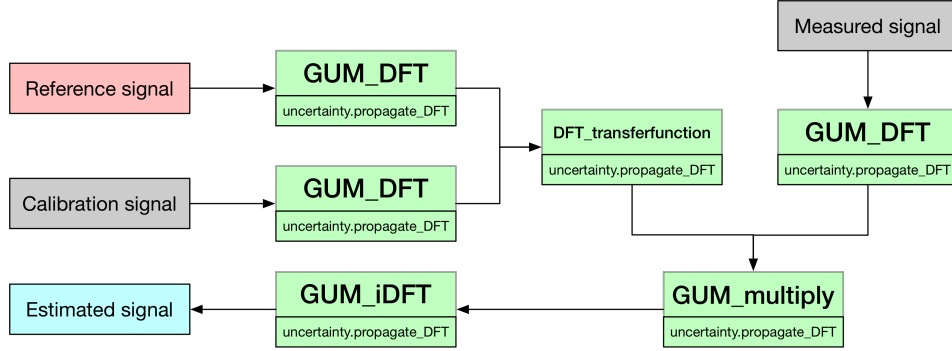 Measured signal
GUM_DFT
uncertainty.propagate_DFT
Reference signal
DFT_transferfunction
uncertainty.propagate_DFT
GUM_DFT
uncertainty.propagate_DFT
GUM_DFT
uncertainty.propagate_DFT
Calibration signal
GUM_iDFT
uncertainty.propagate_DFT
GUM_multiply
uncertainty.propagate_DFT
Estimated signal